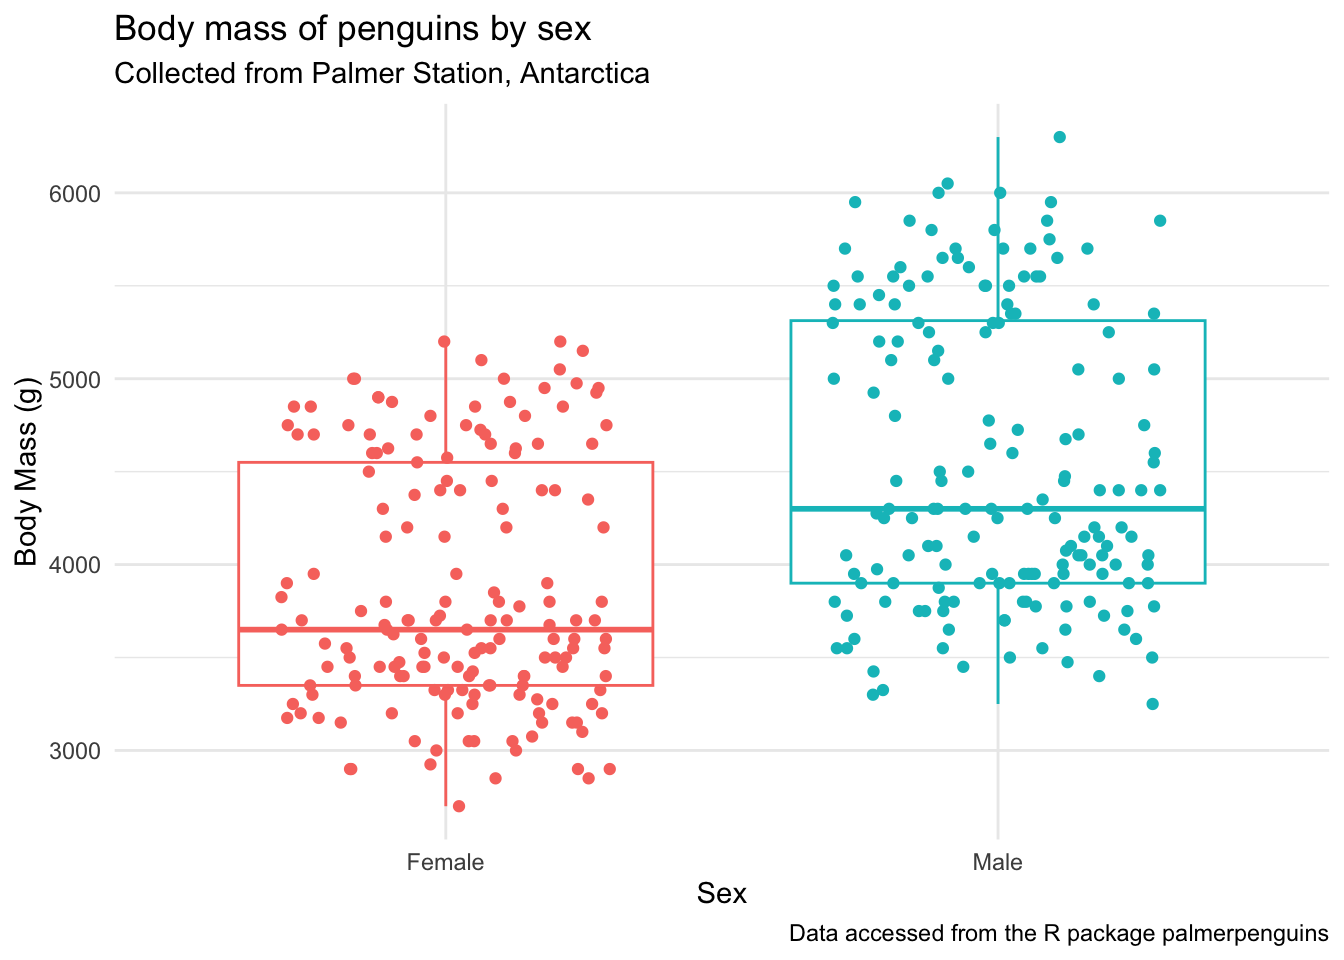 Body mass of penguins by sex
Collected from Palmer Station, Antarctica
6000
5000
4000
3000
Body Mass (g)
Female
Male
Sex
Data accessed from the R package palmerpenguins